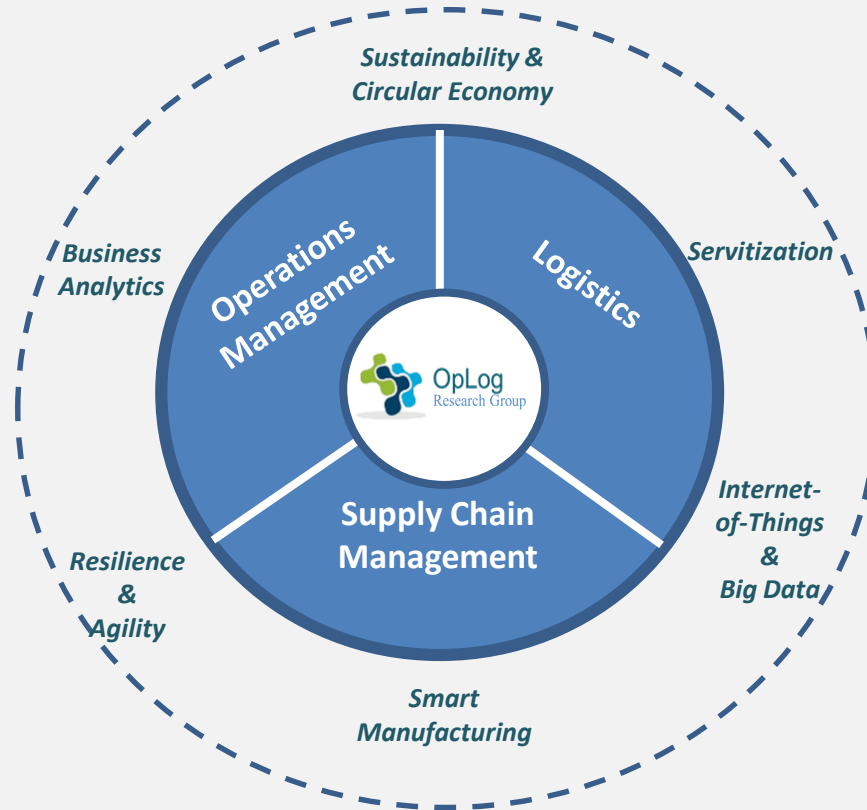 Sustainability &
Circular Economy
Business
Analytics
Operations
Management
Logistics
Servitization
OpLog
Research Group
Supply Chain
Management
Internet-
of-Things
&
Big Data
Resilience
&
Agility
Smart
Manufacturing